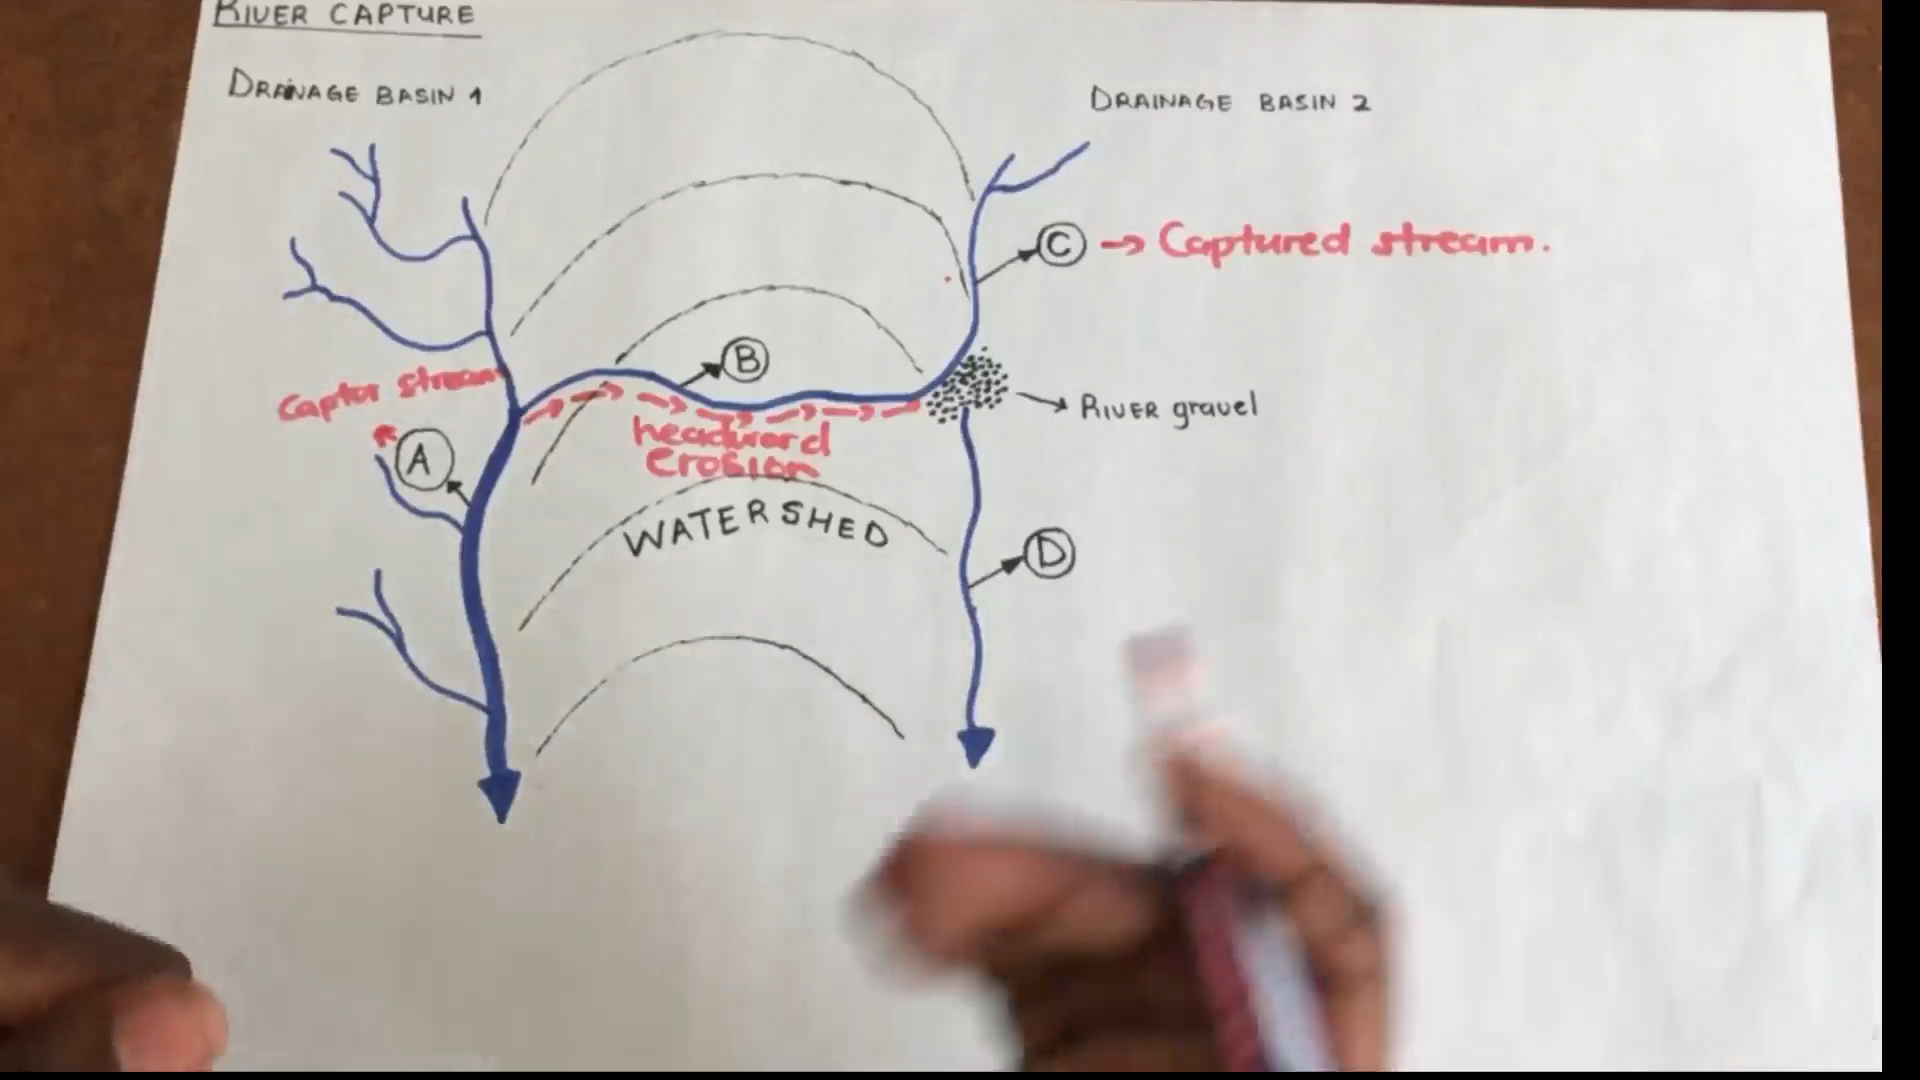 RIVER CAPTURE
DRAINAGE BASIN 1
DRAINAGE BASIN 2
C → Captured stream.
B
Captor stream
RIVER gravel
headward
erosion
A
WATERSHED
D